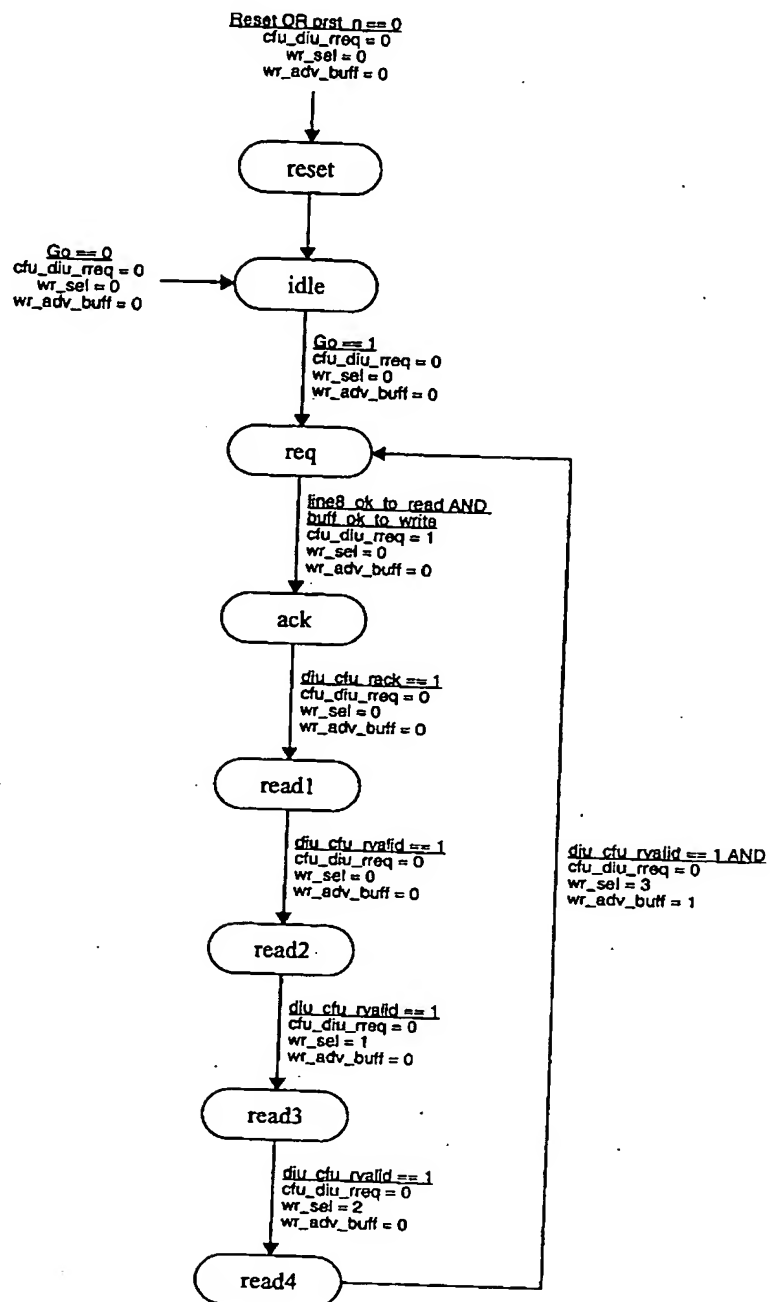 Reset OR prst_n == 0
cfu_diu_rreq = 0
wr_sel = 0
wr_adv_buff = 0
reset
Go == 0
cfu_diu_rreq = 0
wr_sel = 0
wr_adv_buff = 0
idle
Go == 1
cfu_diu_rreq = 0
wr_sel = 0
wr_adv_buff = 0
req
line8_ok_to_read AND
buff_ok_to_write
cfu_diu_rreq = 1
wr_sel = 0
wr_adv_buff = 0
ack
diu_cfu_rack == 1
cfu_diu_rreq = 0
wr_sel = 0
wr_adv_buff = 0
read1
diu_cfu_rvalid == 1
cfu_diu_rreq = 0
wr_sel = 0
wr_adv_buff = 0
diu_cfu_rvalid == 1 AND
cfu_diu_rreq = 0
wr_sel = 3
wr_adv_buff = 1
read2
diu_cfu_rvalid == 1
cfu_diu_rreq = 0
wr_sel = 1
wr_adv_buff = 0
read3
diu_cfu_rvalid == 1
cfu_diu_rreq = 0
wr_sel = 2
wr_adv_buff = 0
read4